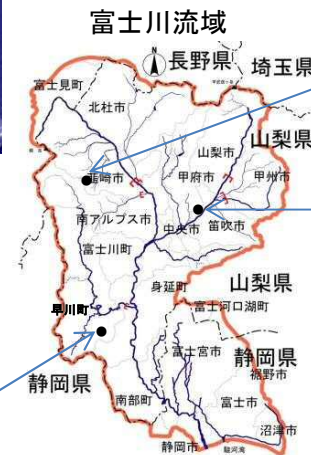 富士川流域
N
長野県
埼玉県
富士見町
北杜市
山梨県
山梨市
韮崎市
甲府市
甲州市
南アルプス市
中央市
笛吹市
富士川町
身延町
山梨県
早川町
富士河口湖町
富士宮市
静岡県
裾野市
静岡県
南部町
富士市
沼津市
静岡市
駿河湾